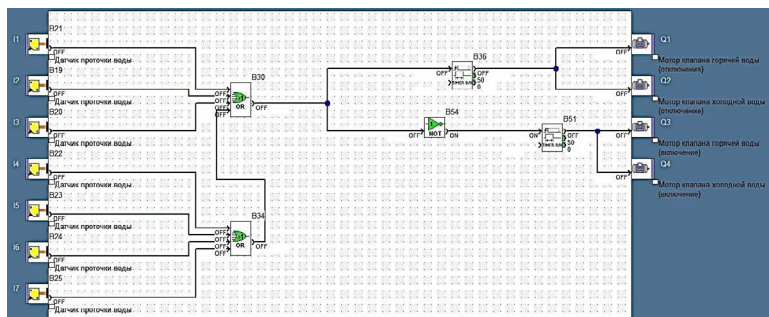 B21
I1
OFF
Датчик проточки воды
B19
I2
OFF
Датчик проточки воды
B20
I3
OFF
Датчик проточки воды
B22
I4
OFF
Датчик проточки воды
B23
I5
OFF
Датчик проточки воды
B24
I6
OFF
Датчик проточки воды
B25
I7
OFF
Датчик проточки воды
B30
OFF
OFF
OFF
OFF
OR
OFF
B34
OFF
OFF
OFF
OFF
OR
OFF
B36
OFF
OFF
50
0
B54
OFF
NOT
ON
B51
ON
OFF
50
0
Q1
OFF
Мотор клапана горячей воды
(отключения)
Q2
OFF
Мотор клапана холодной воды
(отключения)
Q3
OFF
Мотор клапана горячей воды
(включение)
Q4
OFF
Мотор клапана холодной воды
(включение)